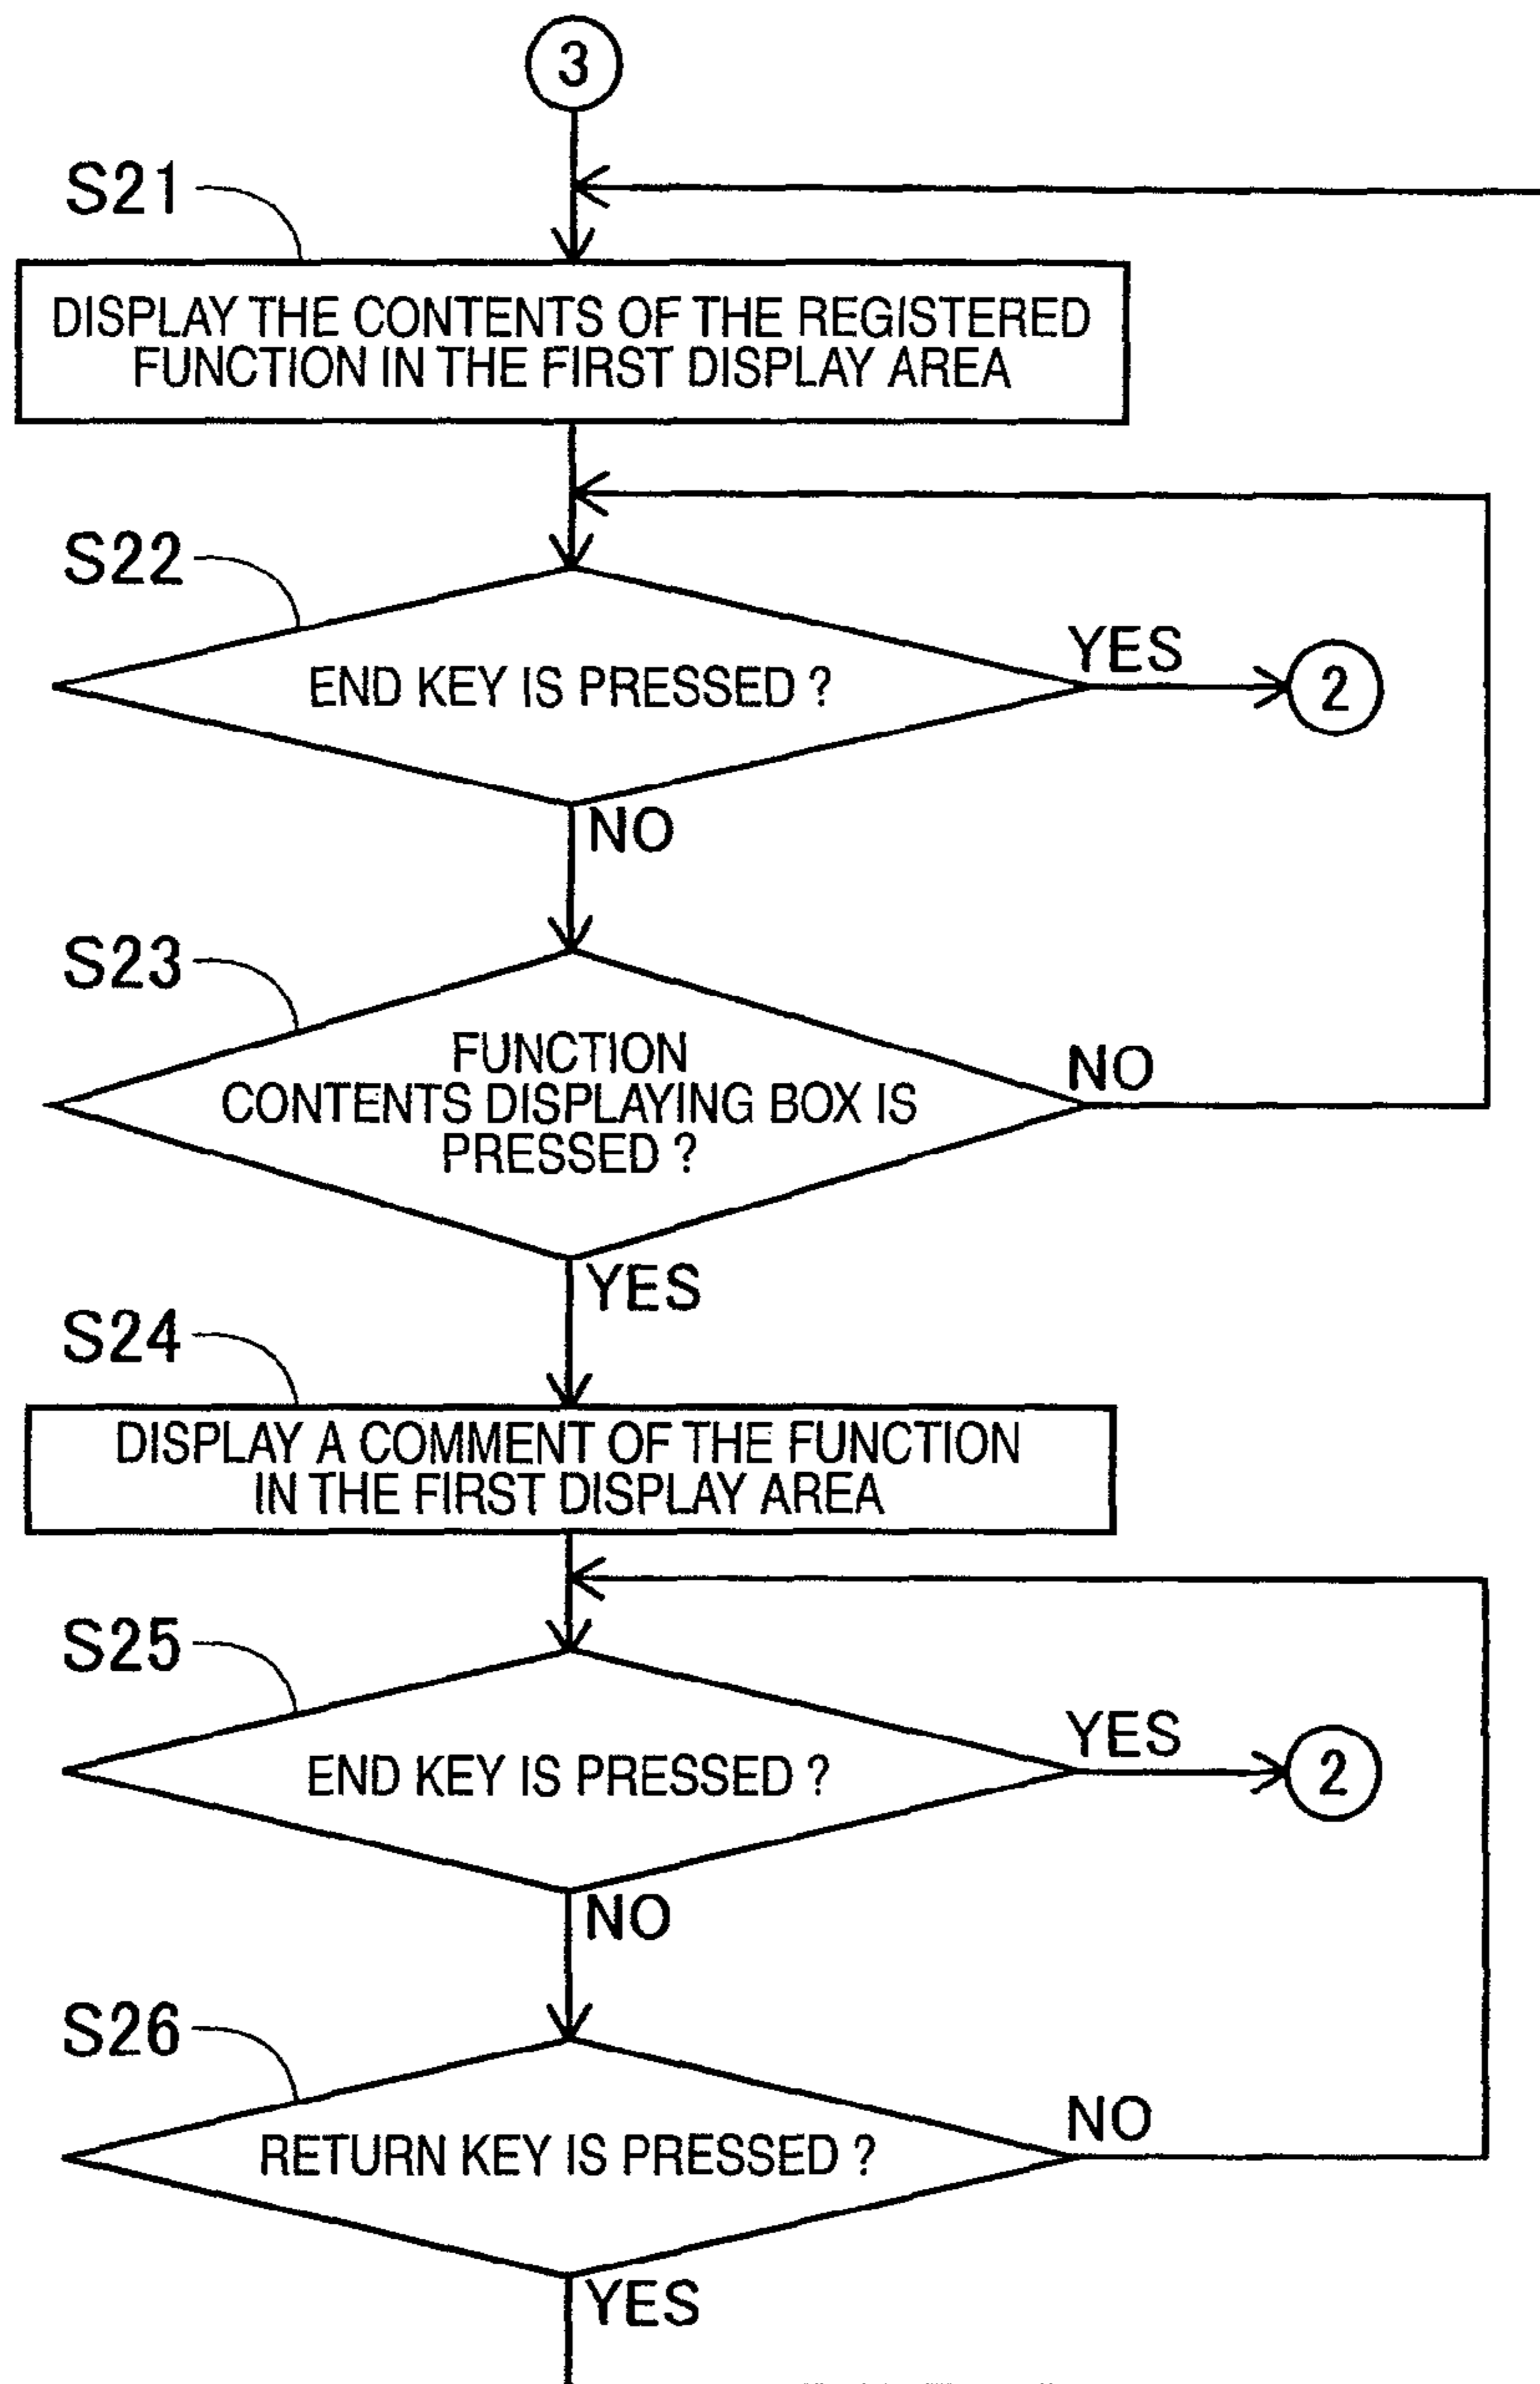 3
S21
DISPLAY THE CONTENTS OF THE REGISTERED
FUNCTION IN THE FIRST DISPLAY AREA
S22
END KEY IS PRESSED ?
YES
2
NO
S23
FUNCTION
CONTENTS DISPLAYING BOX IS
PRESSED ?
NO
YES
S24
DISPLAY A COMMENT OF THE FUNCTION
IN THE FIRST DISPLAY AREA
S25
END KEY IS PRESSED ?
YES
2
NO
S26
RETURN KEY IS PRESSED ?
NO
YES